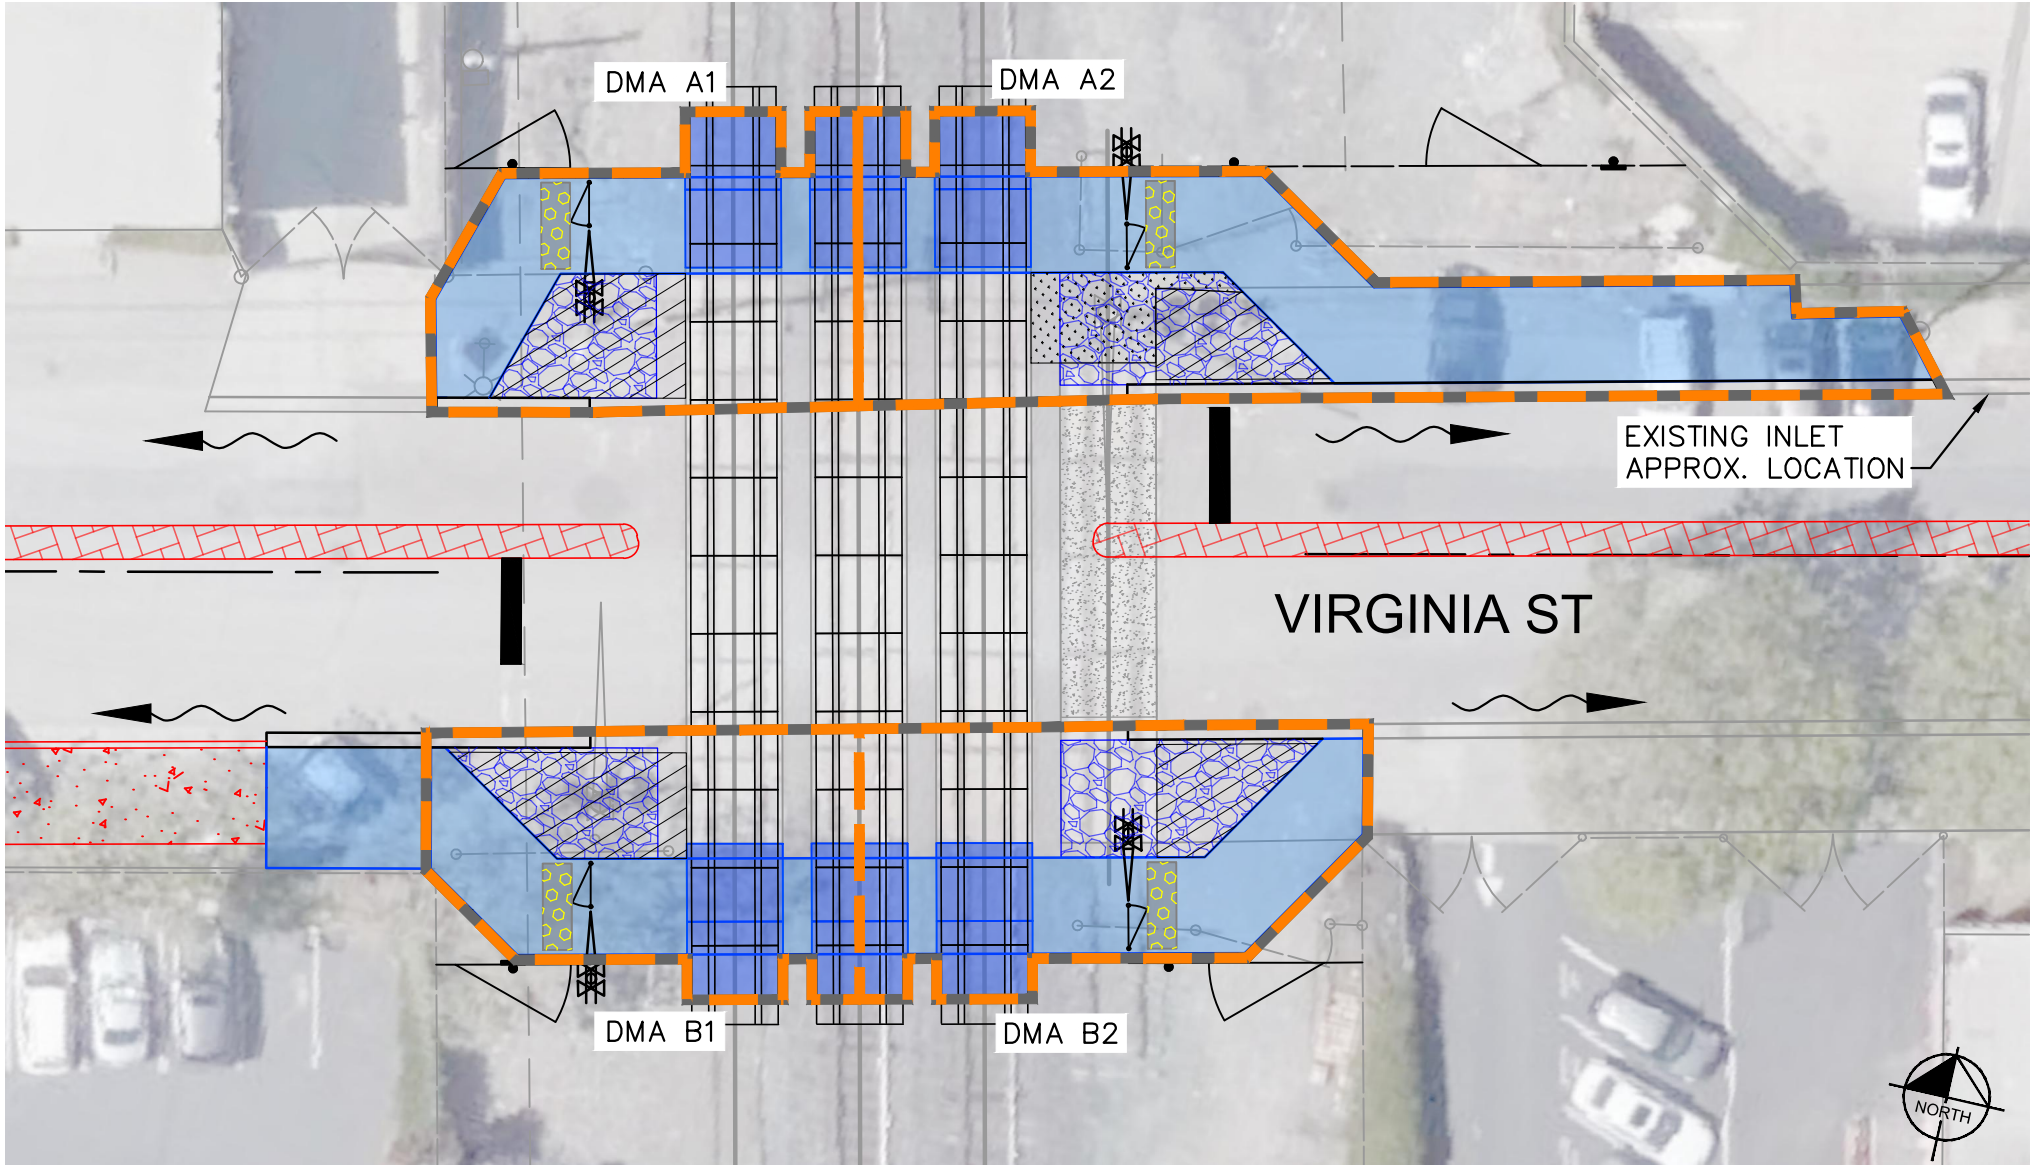 DMA A1
DMA A2
EXISTING INLET
APPROX. LOCATION
VIRGINIA ST
DMA B1
DMA B2
NORTH